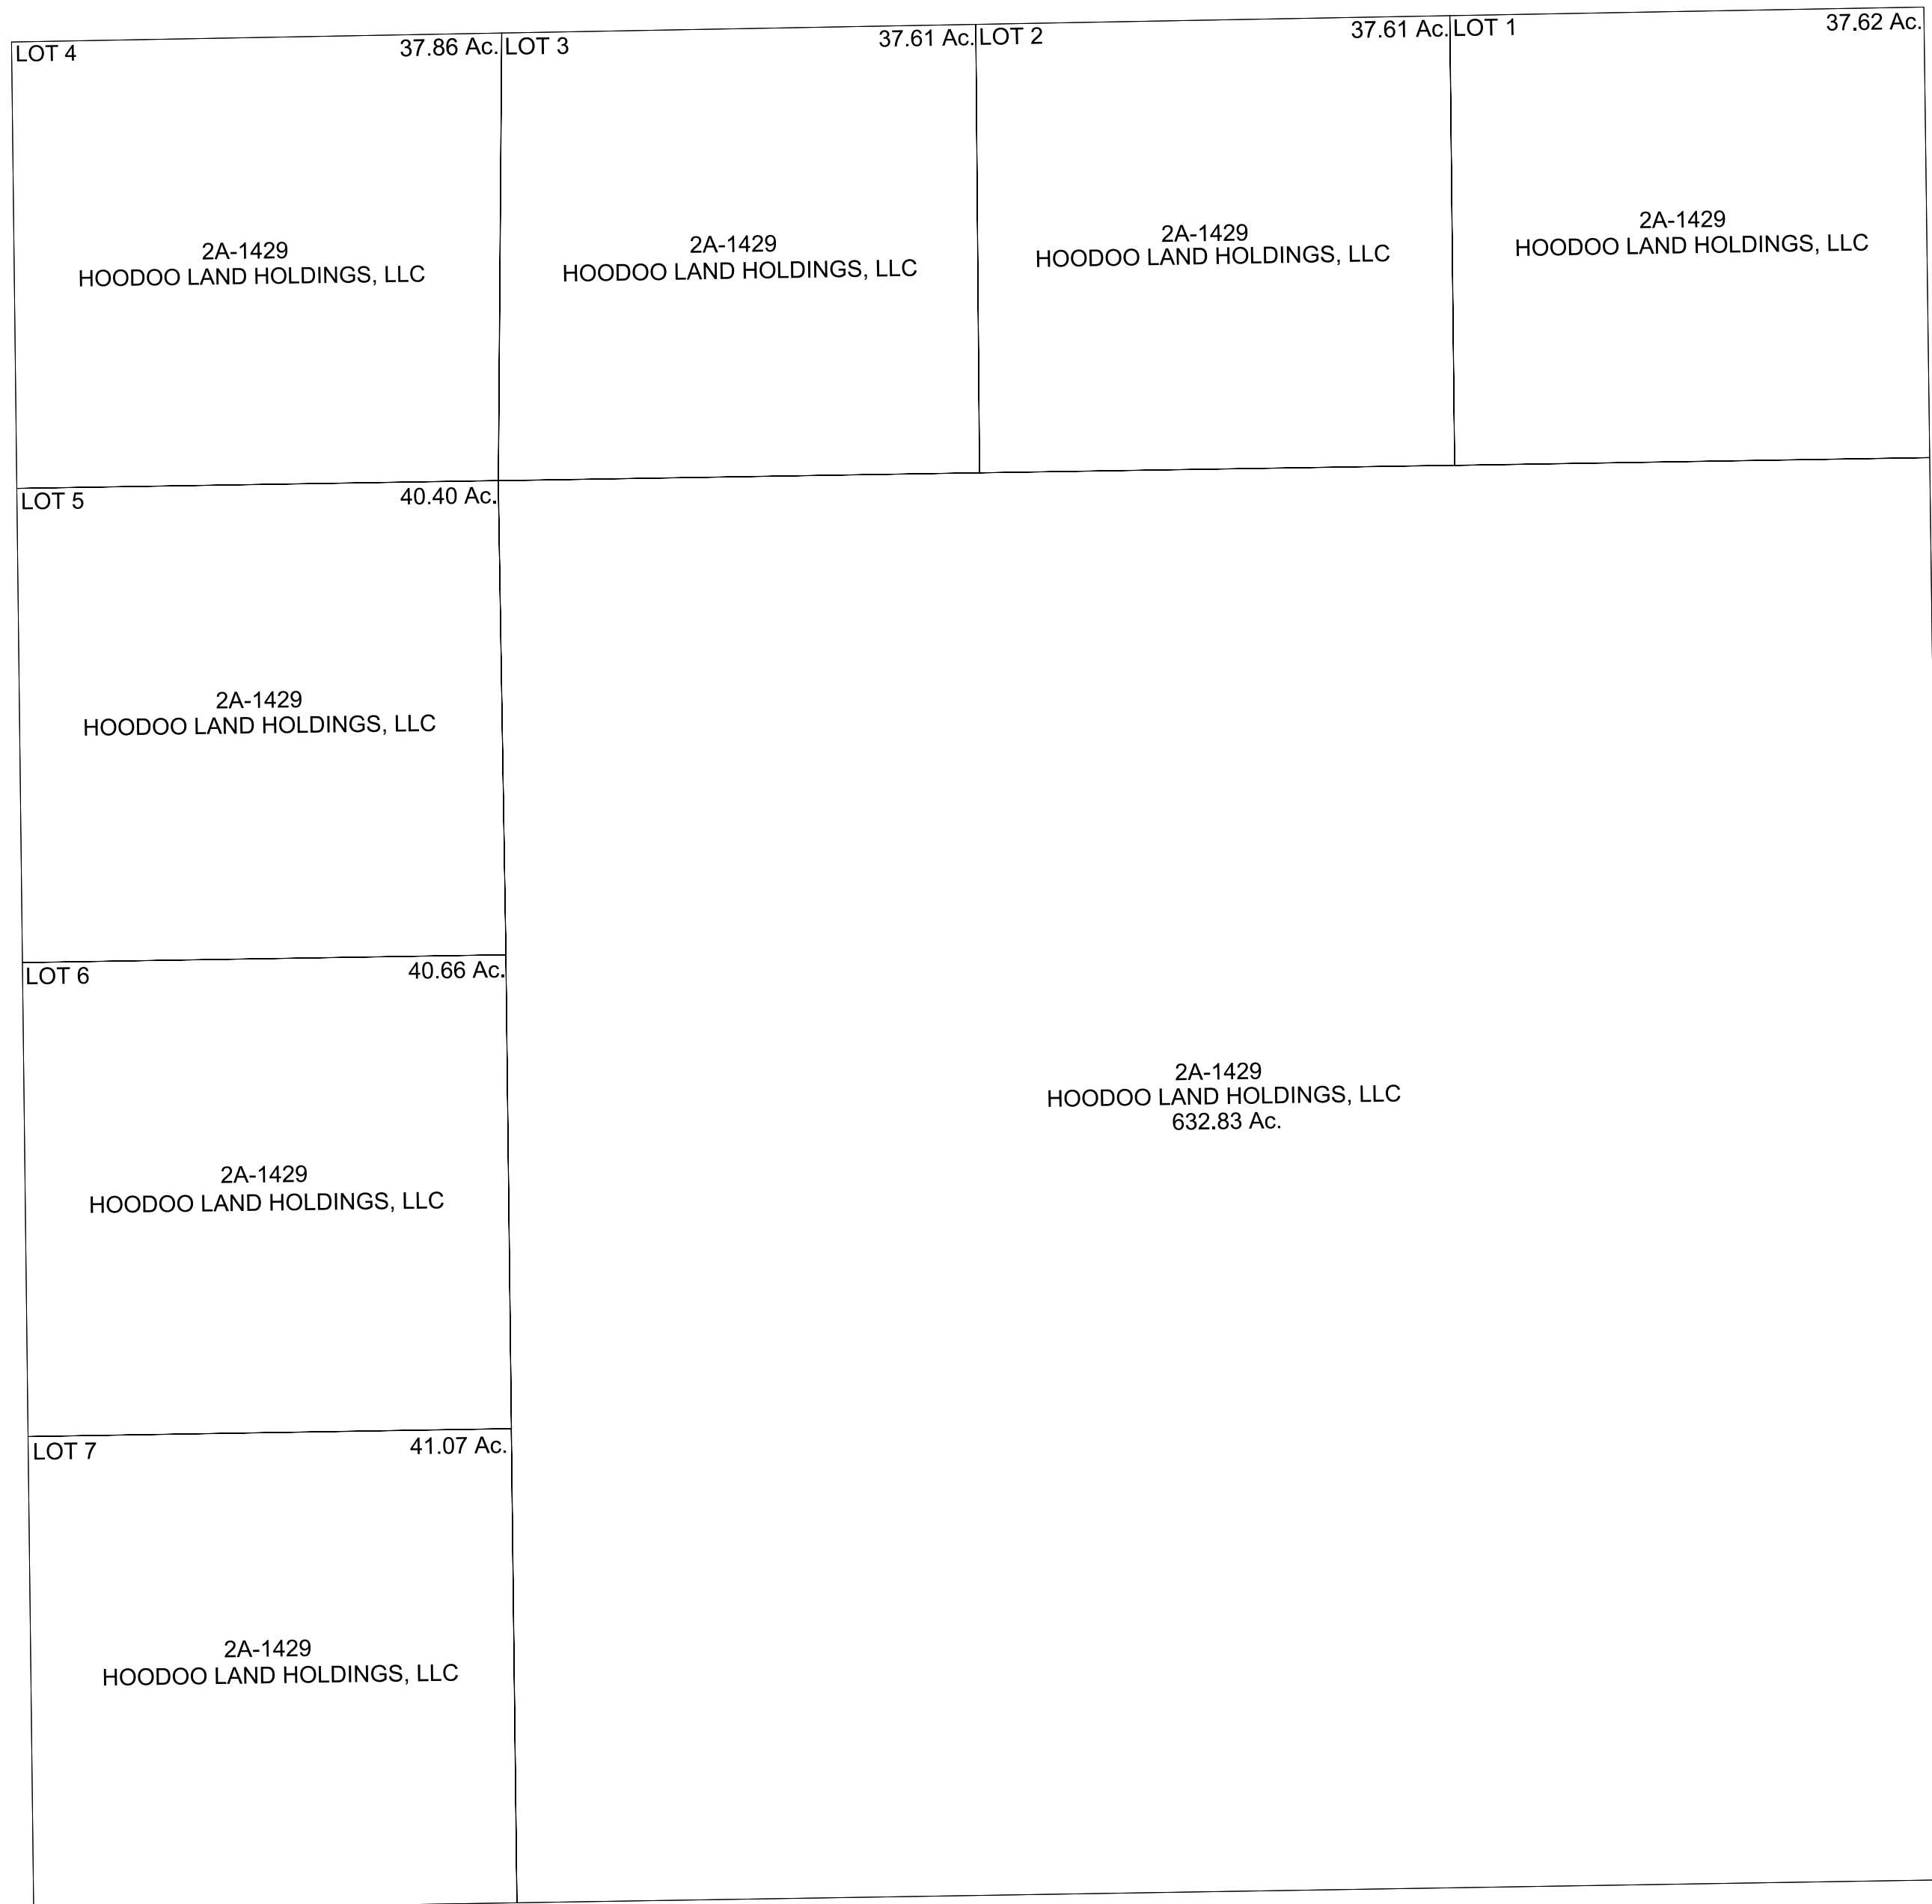 LOT 4
37.86 Ac.
LOT 3
37.61 Ac.
LOT 2
37.61 Ac.
LOT 1
37.62 Ac.
2A-1429
HOODOO LAND HOLDINGS, LLC
2A-1429
HOODOO LAND HOLDINGS, LLC
2A-1429
HOODOO LAND HOLDINGS, LLC
2A-1429
HOODOO LAND HOLDINGS, LLC
LOT 5
40.40 Ac.
2A-1429
HOODOO LAND HOLDINGS, LLC
LOT 6
40.66 Ac.
2A-1429
HOODOO LAND HOLDINGS, LLC
2A-1429
HOODOO LAND HOLDINGS, LLC
632.83 Ac.
LOT 7
41.07 Ac.
2A-1429
HOODOO LAND HOLDINGS, LLC